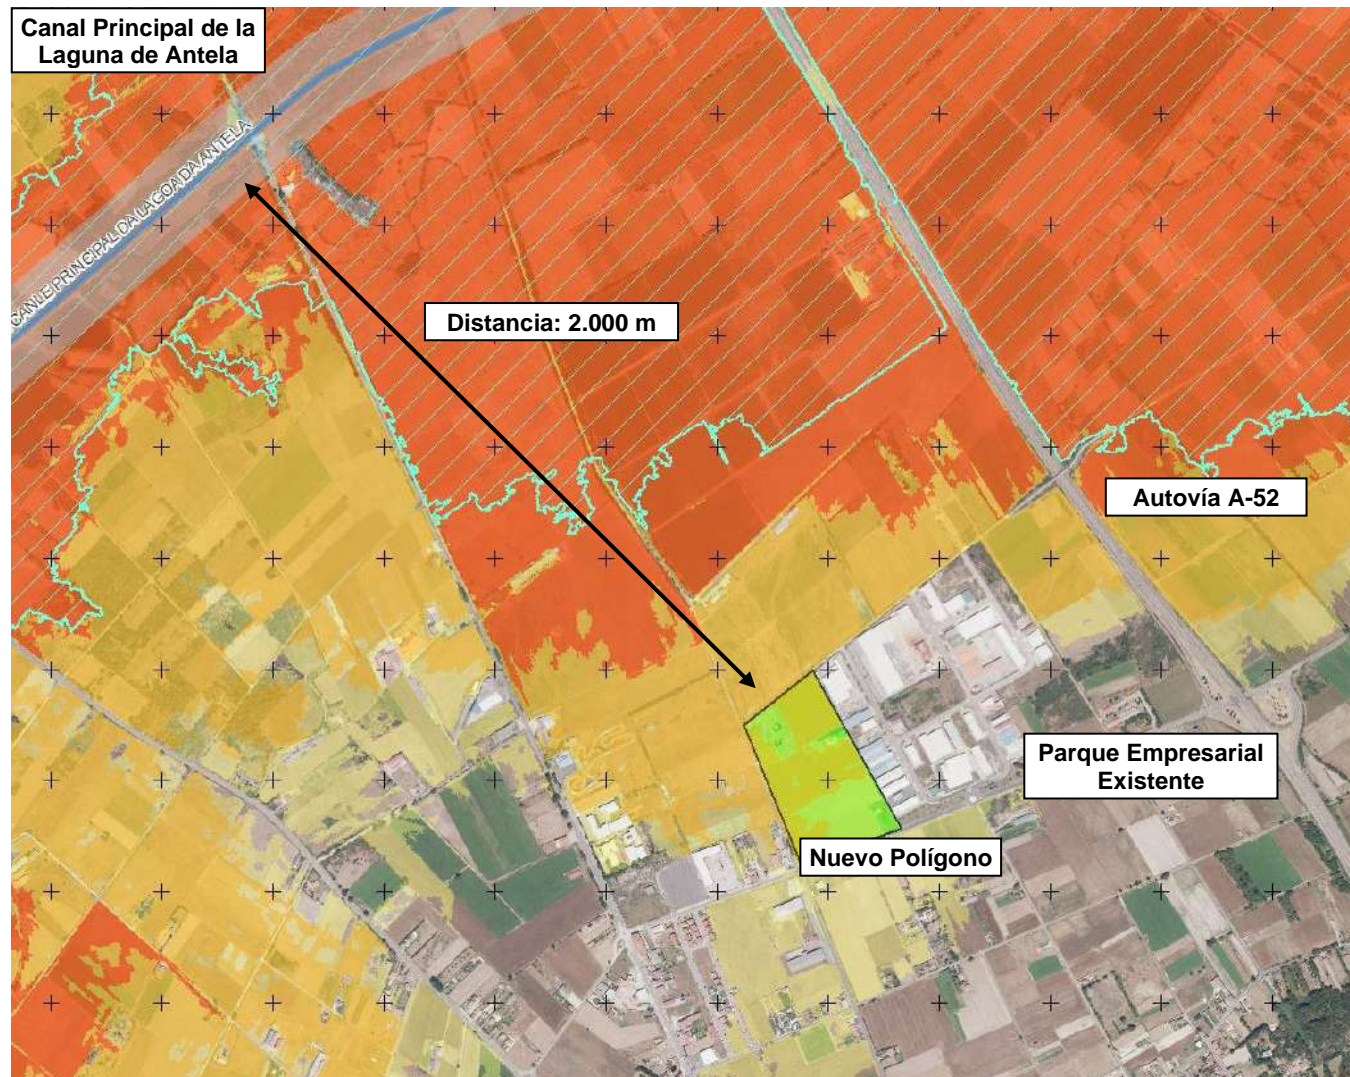 Canal Principal de la
Laguna de Antela
CANLE PRINCIPAL DA LAGOA DA ANTELA
Distancia: 2.000 m
Autovía A-52
Parque Empresarial
Existente
Nuevo Polígono